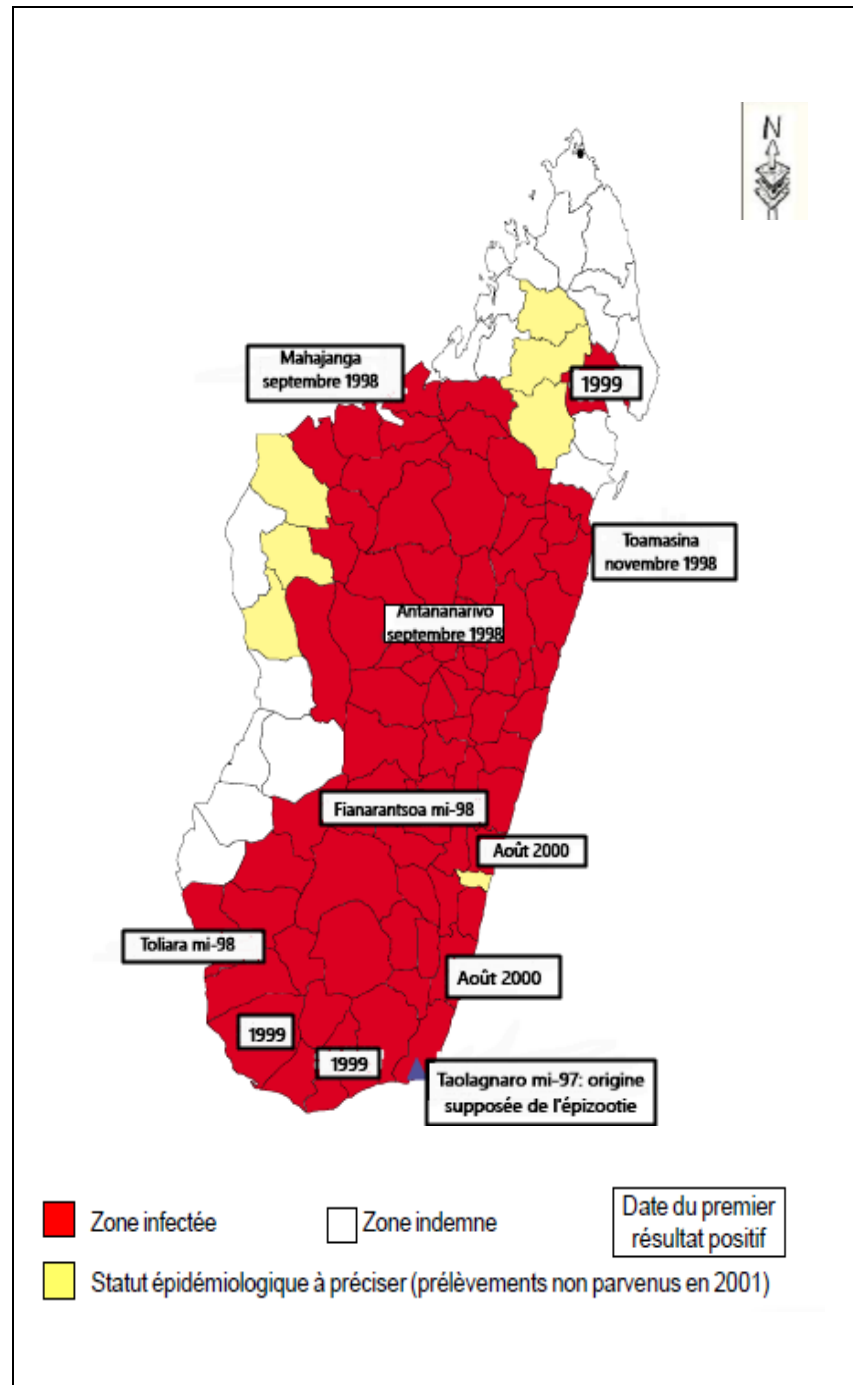 N
Mahajanga
septembre 1998
1999
Toamasina
novembre 1998
Antananarivo
septembre 1998
Fianarantsoa mi-98
Août 2000
Toliara mi-98
Août 2000
1999
1999
Taolagnaro mi-97: origine
supposée de l'épizootie
Zone infectée
Zone indemne
Date du premier
résultat positif
Statut épidémiologique à préciser (prélèvements non parvenus en 2001)